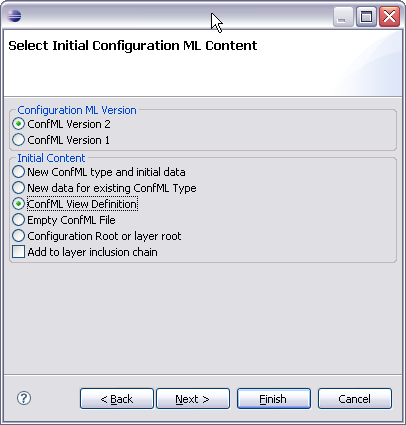 Select Initial Configuration ML Content
Configuration ML Version
ConfML Version 2
ConfML Version 1
Initial Content
New ConfML type and initial data
New data for existing ConfML Type
ConfML View Definition
Empty ConfML File
Configuration Root or layer root
Add to layer inclusion chain
?
< Back
Next >
Finish
Cancel